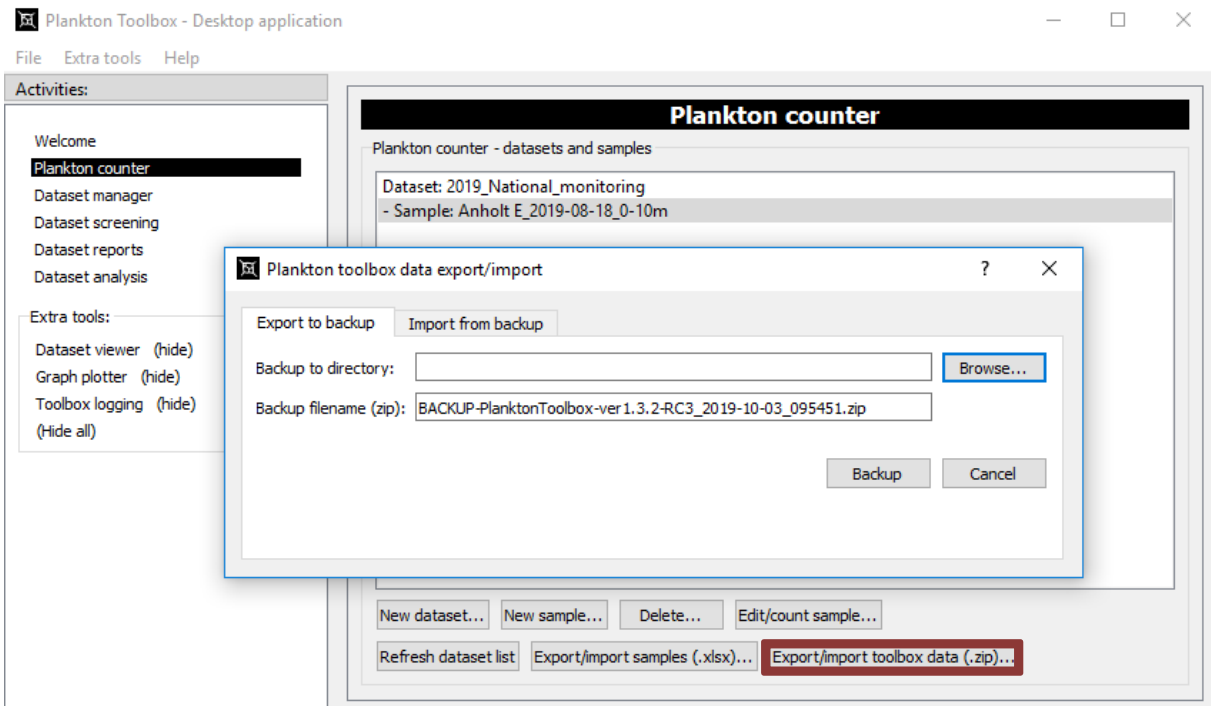 Plankton Toolbox - Desktop application
File Extra tools Help
Activities:
Welcome
Plankton counter
Dataset manager
Dataset screening
Dataset reports
Dataset analysis
Extra tools:
Dataset viewer (hide)
Graph plotter (hide)
Toolbox logging (hide)
(Hide all)
Plankton counter
Plankton counter - datasets and samples
Dataset: 2019_National_monitoring
- Sample: Anholt E_2019-08-18_0-10m
Plankton toolbox data export/import
?
Export to backup Import from backup
Backup to directory: Browse...
Backup filename (zip): BACKUP-PlanktonToolbox-ver1.3.2-RC3_2019-10-03_095451.zip
Backup Cancel
New dataset... New sample... Delete... Edit/count sample...
Refresh dataset list Export/import samples (.xlsx)... Export/import toolbox data (.zip)...